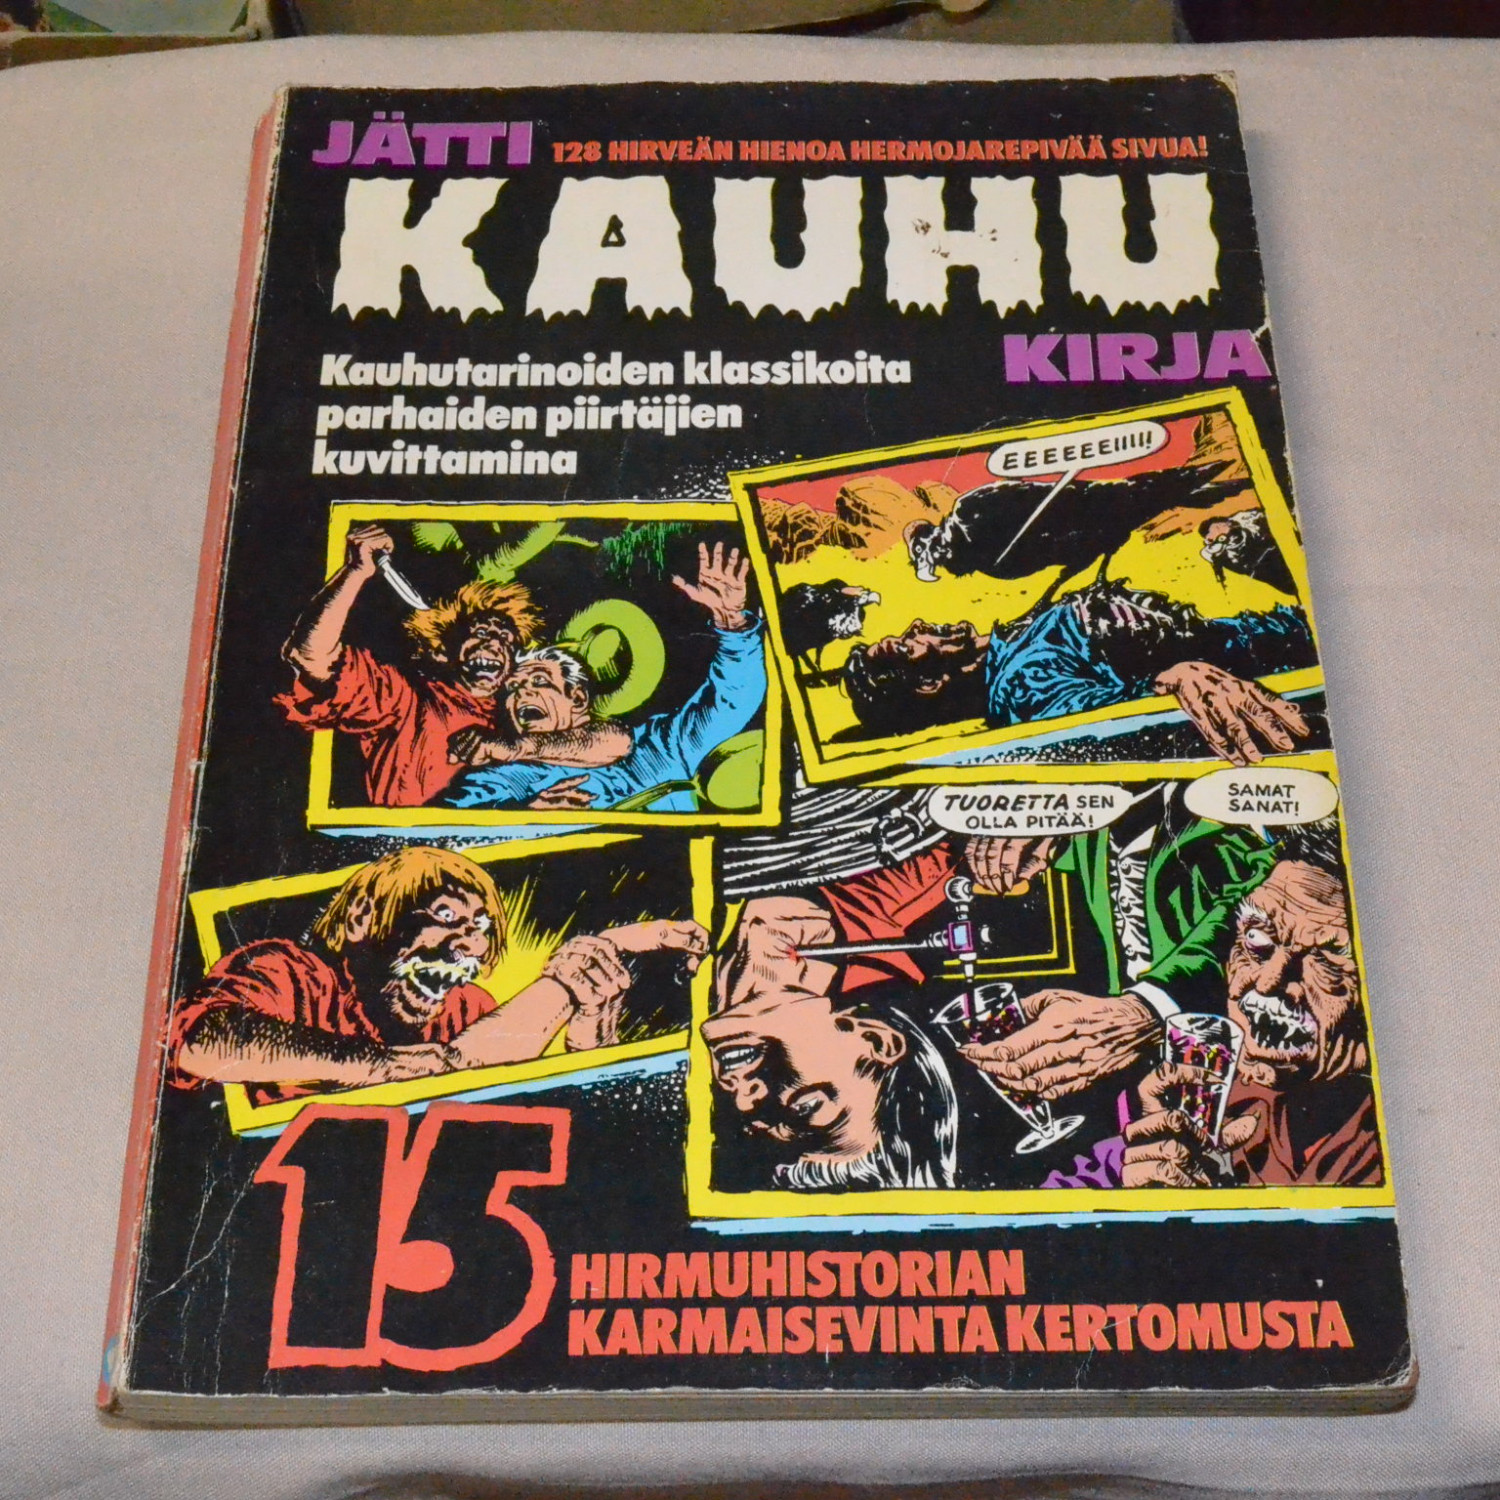 JÄTTI
128 HIRVEÄN HIENOA HERMOJAREPIVÄÄ SIVUA!
KAUHU
KIRJA
Kauhutarinoiden klassikoita
parhaiden piirtäjien
kuvittamina
EEEEEEIIIII!
TUORETTA SEN
OLLA PITÄÄ!
SAMAT
SANAT!
15
HIRMUHISTORIAN
KARMAISEVINTA KERTOMUSTA